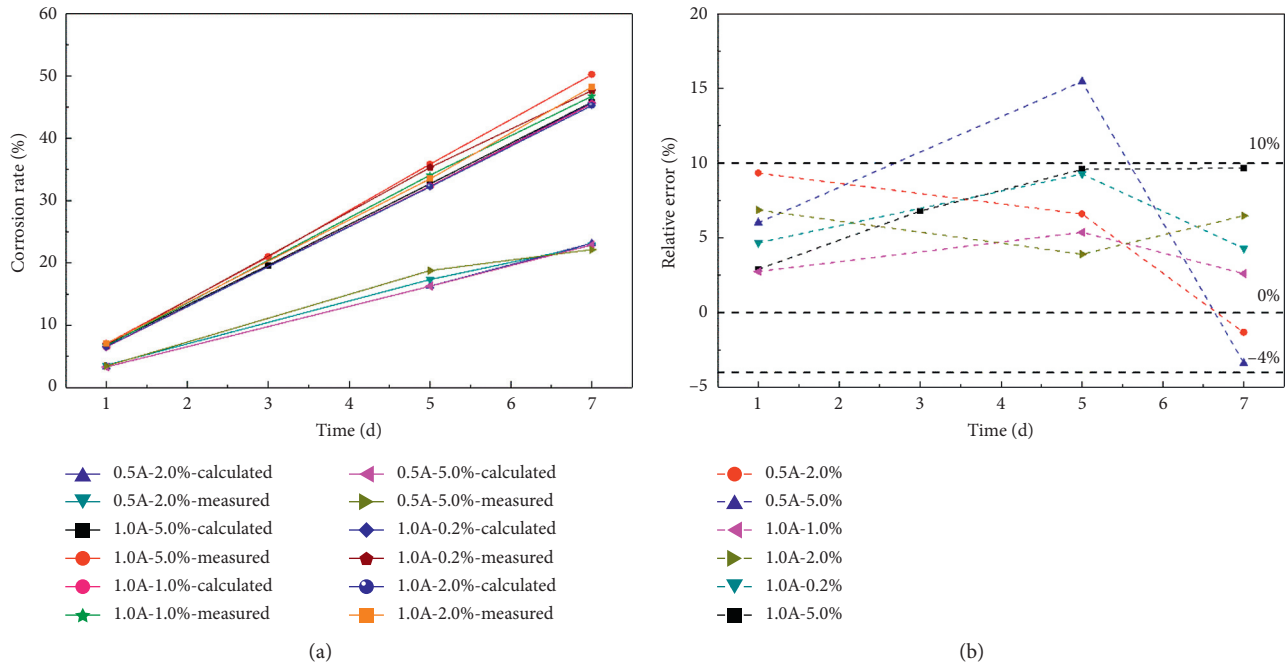 60
50
40
30
20
10
0
Corrosion rate (%)
1 2 3 4 5 6 7
Time (d)
0.5A-2.0%-calculated
0.5A-2.0%-measured
1.0A-5.0%-calculated
1.0A-5.0%-measured
1.0A-1.0%-calculated
1.0A-1.0%-measured
0.5A-5.0%-calculated
0.5A-5.0%-measured
1.0A-0.2%-calculated
1.0A-0.2%-measured
1.0A-2.0%-calculated
1.0A-2.0%-measured
(a)
20
15
10
5
0
−5
Relative error (%)
10%
0%
−4%
1 2 3 4 5 6 7
Time (d)
0.5A-2.0%
0.5A-5.0%
1.0A-1.0%
1.0A-2.0%
1.0A-0.2%
1.0A-5.0%
(b)